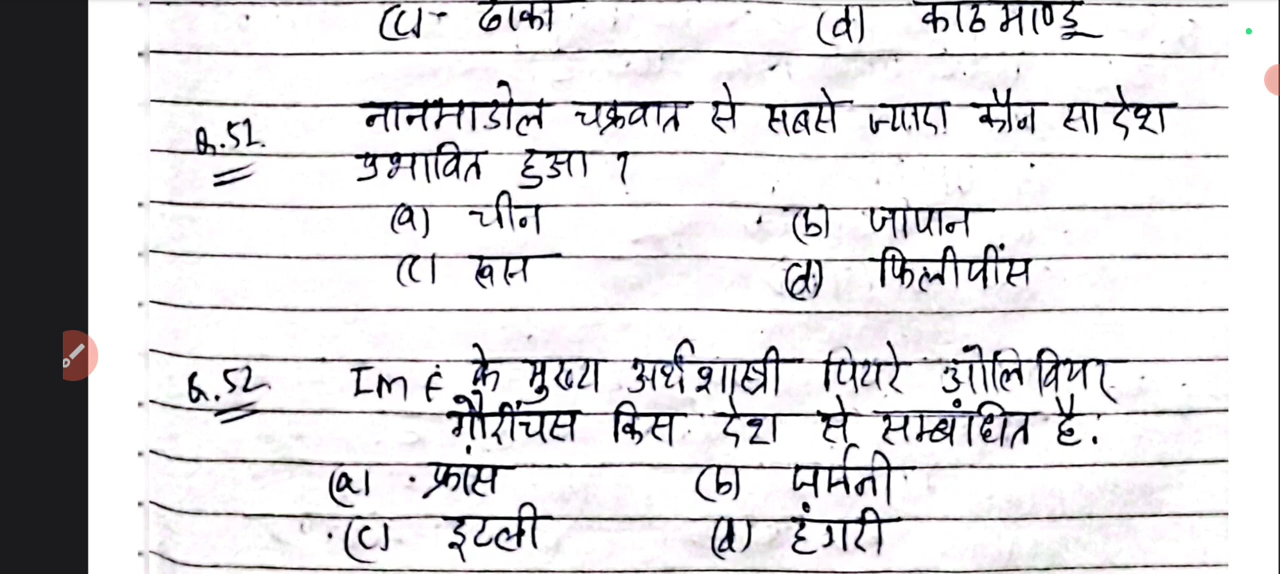 (c) ढाका (d) काठमाण्डू
Q.51. नानमाडोल चक्रवात से सबसे ज्यादा कौन सा देश
प्रभावित हुआ ?
(a) चीन (b) जापान
(c) रूस (d) फिलीपींस
Q.52 IMF के मुख्य अर्थशास्त्री पियरे ओलिवियर
गौरींचस किस देश से सम्बंधित है.
(a) फ्रांस (b) जर्मनी
(c) इटली (d) हंगरी